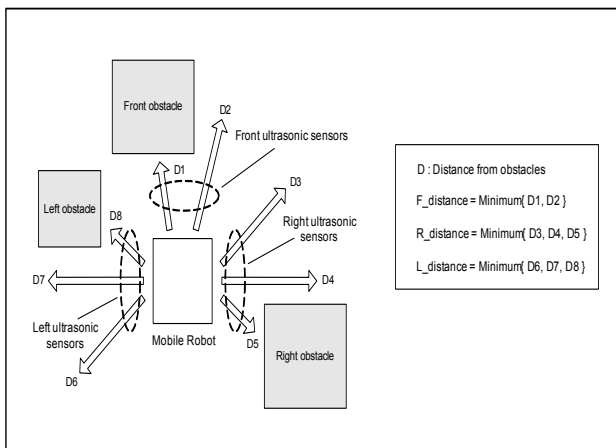 Front obstacle
D2
Front ultrasonic sensors
D1
D3
Left obstacle
D8
Right ultrasonic
sensors
D7
D4
Left ultrasonic
sensors
Mobile Robot
D5
D6
Right obstacle
D : Distance from obstacles
F_distance = Minimum{ D1, D2 }
R_distance = Minimum{ D3, D4, D5 }
L_distance = Minimum{ D6, D7, D8 }